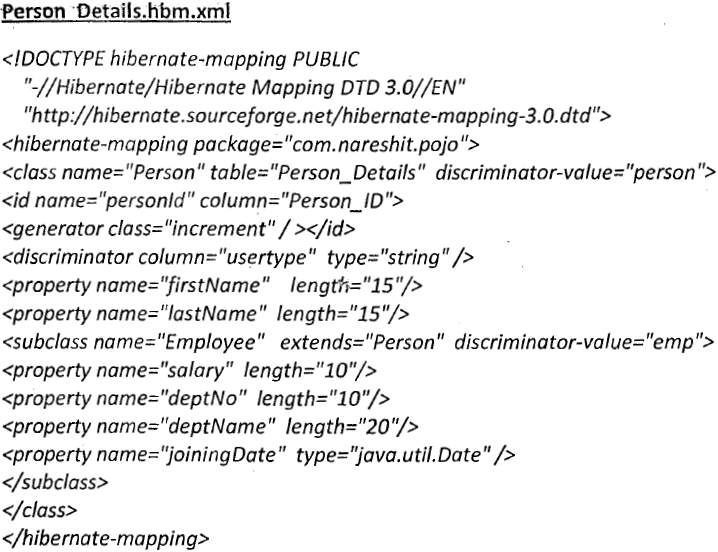 Person Details.hbm.xml
<!DOCTYPE hibernate-mapping PUBLIC
"-//Hibernate/Hibernate Mapping DTD 3.0//EN"
"http://hibernate.sourceforge.net/hibernate-mapping-3.0.dtd">
<hibernate-mapping package="com.nareshit.pojo">
<class name="Person" table="Person_Details" discriminator-value="person">
<id name="personId" column="Person_ID">
<generator class="increment" / ></id>
<discriminator column="usertype" type="string" />
<property name="firstName" length="15"/>
<property name="lastName" length="15"/>
<subclass name="Employee" extends="Person" discriminator-value="emp">
<property name="salary" length="10"/>
<property name="deptNo" length="10"/>
<property name="deptName" length="20"/>
<property name="joiningDate" type="java.util.Date" />
</subclass>
</class>
</hibernate-mapping>